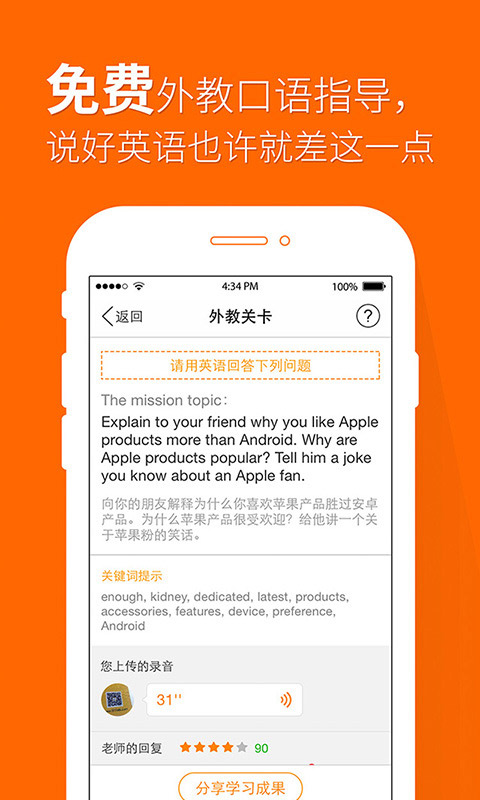 免费外教口语指导，
说好英语也许就差这一点
4:34 PM
100%
返回
外教关卡
?
请用英语回答下列问题
The mission topic：
Explain to your friend why you like Apple
products more than Android. Why are
Apple products popular? Tell him a joke
you know about an Apple fan.
向你的朋友解释为什么你喜欢苹果产品胜过安卓
产品。为什么苹果产品很受欢迎？给他讲一个关
于苹果粉的笑话。
关键词提示
enough, kidney, dedicated, latest, products,
accessories, features, device, preference,
Android
您上传的录音
31''
老师的回复
90
分享学习成果